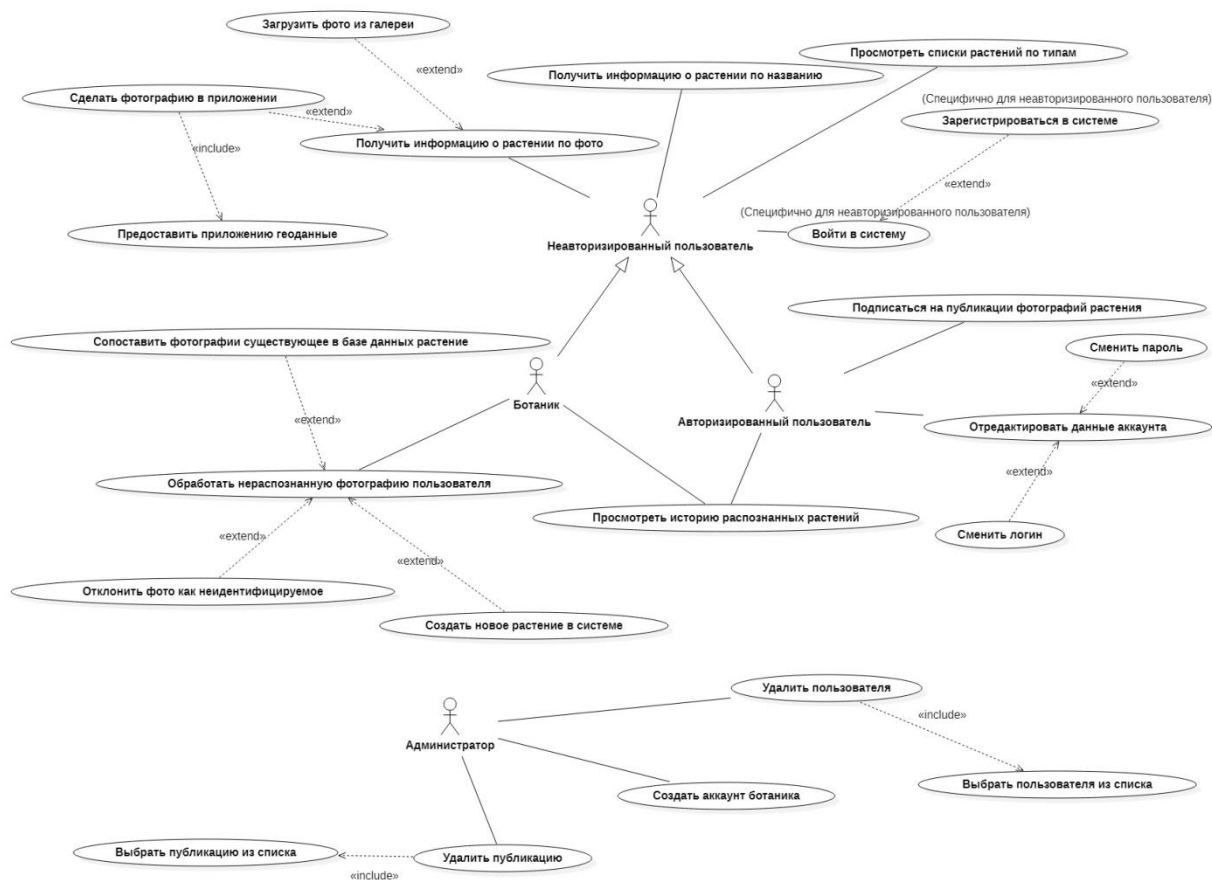 Загрузить фото из галереи
Просмотреть списки растений по типам
«extend»
Получить информацию о растении по названию
Сделать фотографию в приложении
«extend»
(Специфично для неавторизированного пользователя)
Зарегистрироваться в системе
Получить информацию о растении по фото
«include»
«extend»
(Специфично для неавторизированного пользователя)
Предоставить приложению геоданные
Войти в систему
Неавторизированный пользователь
Подписаться на публикации фотографий растения
Сопоставить фотографии существующее в базе данных растение
Сменить пароль
«extend»
Ботаник
«extend»
Авторизированный пользователь
Отредактировать данные аккаунта
«extend»
Обработать нераспознанную фотографию пользователя
Просмотреть историю распознанных растений
«extend»
Сменить логин
«extend»
Отклонить фото как неидентифицируемое
Создать новое растение в системе
Удалить пользователя
«include»
Администратор
Выбрать пользователя из списка
Создать аккаунт ботаника
Выбрать публикацию из списка
Удалить публикацию
«include»